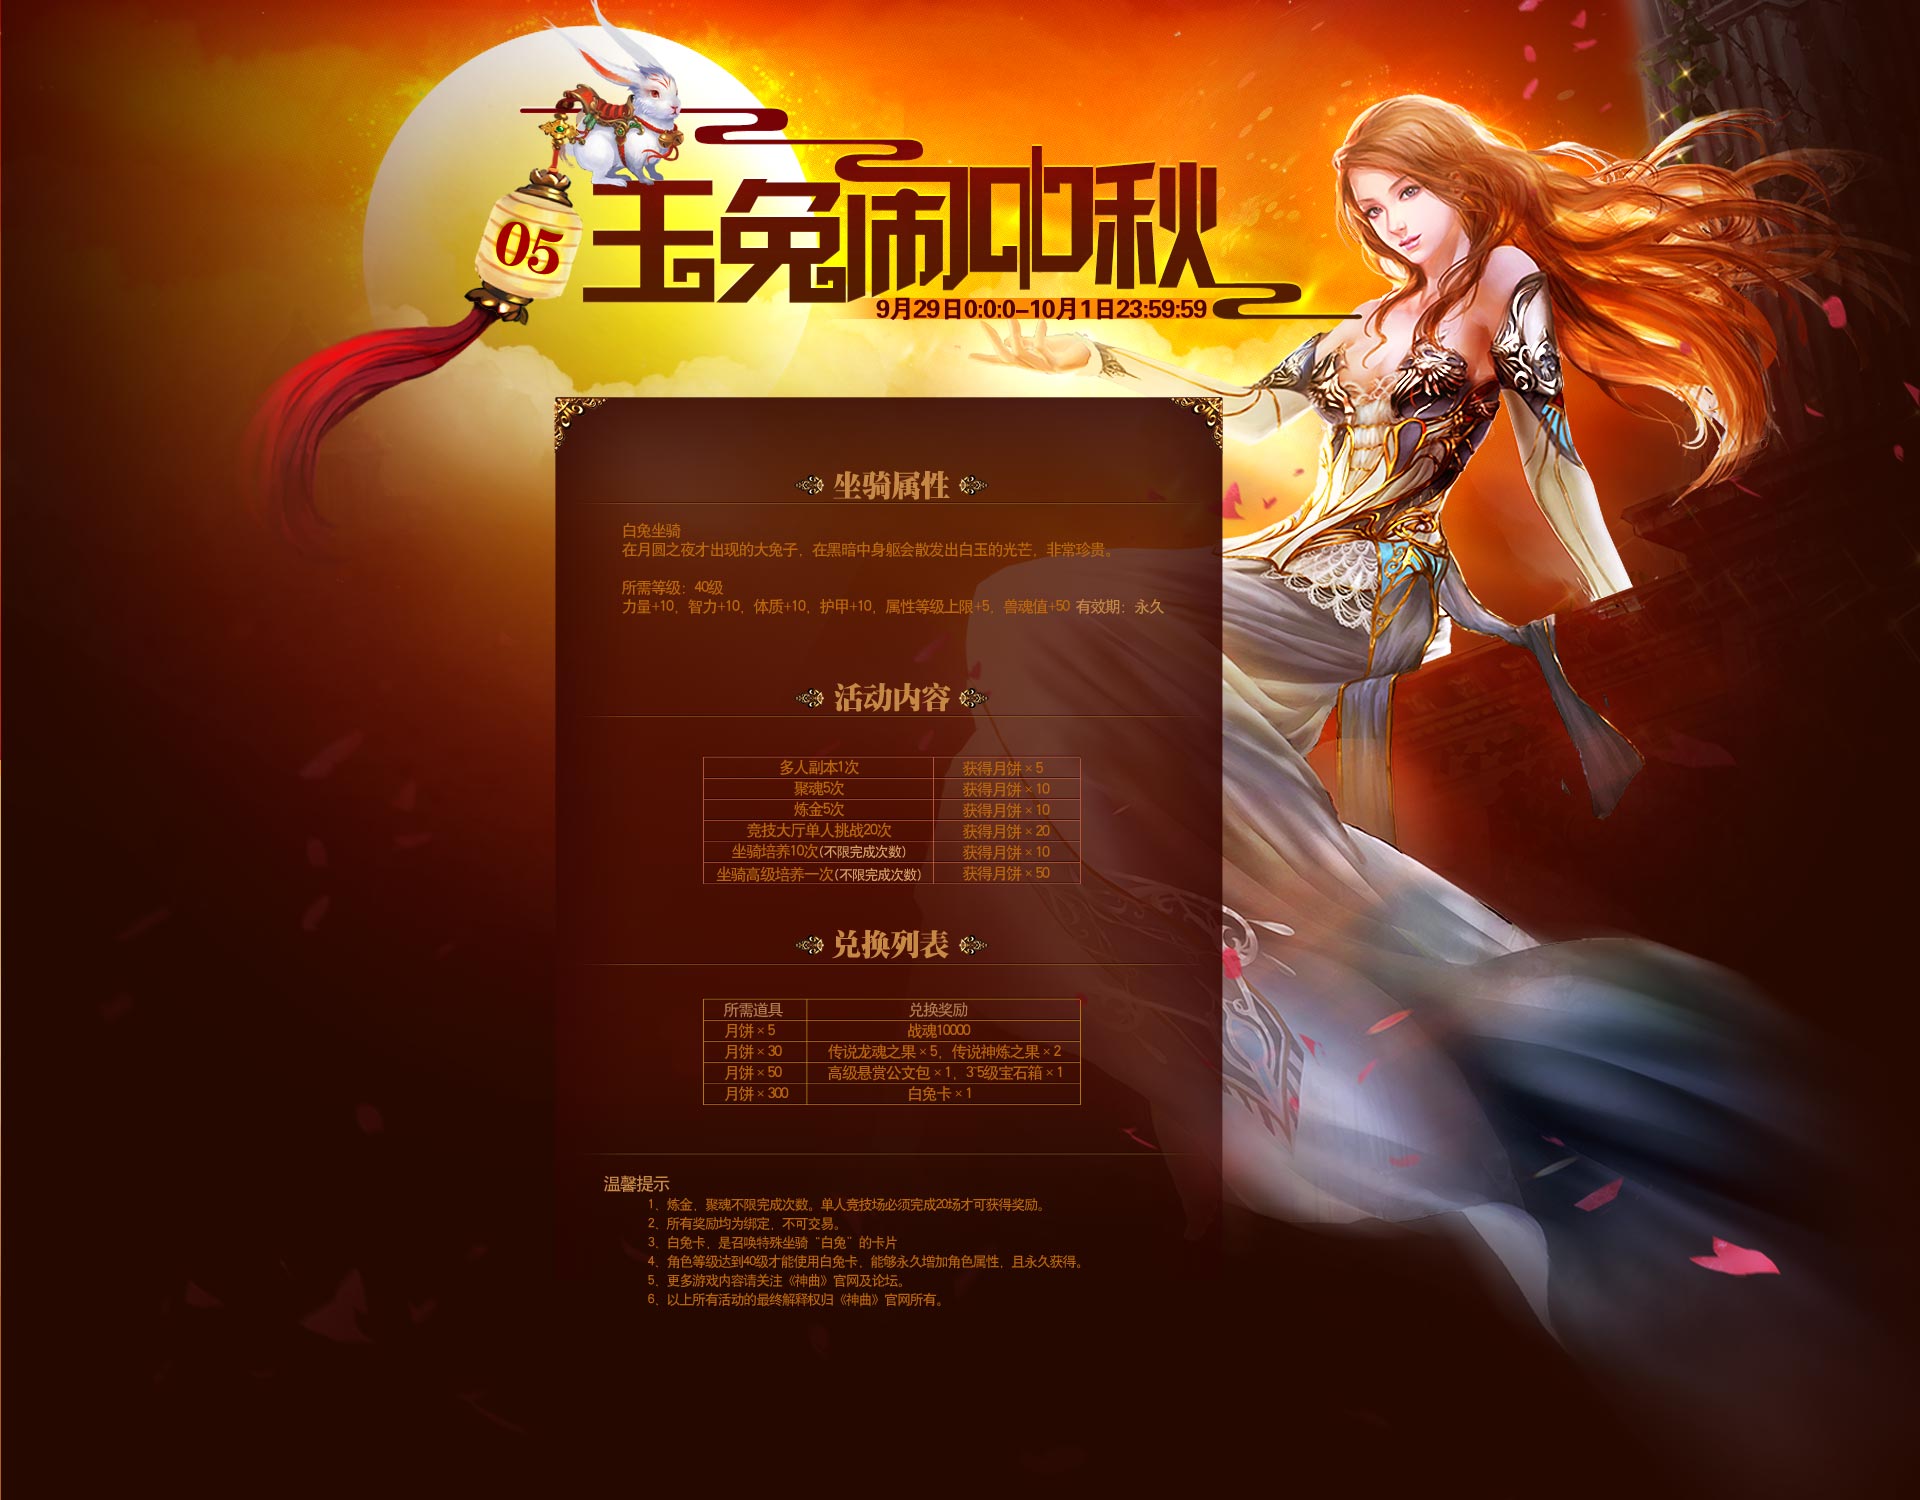 05
玉兔闹中秋
9月29日0:0:0-10月1日23:59:59
坐骑属性
白兔坐骑
在月圆之夜才出现的大兔子，在黑暗中身躯会散发出白玉的光芒，非常珍贵。
所需等级：40级
力量+10，智力+10，体质+10，护甲+10，属性等级上限+5，兽魂值+50 有效期：永久
活动内容
多人副本1次 获得月饼×5
聚魂5次 获得月饼×10
炼金5次 获得月饼×10
竞技大厅单人挑战20次 获得月饼×20
坐骑培养10次(不限完成次数) 获得月饼×10
坐骑高级培养一次(不限完成次数) 获得月饼×50
兑换列表
所需道具 兑换奖励
月饼×5 战魂10000
月饼×30 传说龙魂之果×5，传说神炼之果×2
月饼×50 高级悬赏公文包×1，3~5级宝石箱×1
月饼×300 白兔卡×1
温馨提示
1、炼金，聚魂不限完成次数。单人竞技场必须完成20场才可获得奖励。
2、所有奖励均为绑定，不可交易。
3、白兔卡，是召唤特殊坐骑“白兔”的卡片
4、角色等级达到40级才能使用白兔卡，能够永久增加角色属性，且永久获得。
5、更多游戏内容请关注《神曲》官网及论坛。
6、以上所有活动的最终解释权归《神曲》官网所有。